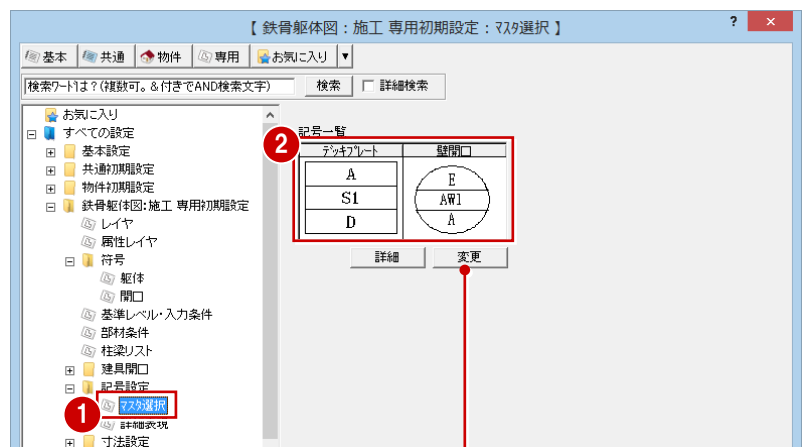 【 鉄骨躯体図：施工 専用初期設定：ﾏｽﾀ選択 】
? ×
基本 共通 物件 専用 お気に入り ▼
検索ワードは？(複数可。＆付きでAND検索文字) 検索 詳細検索
お気に入り
すべての設定
基本設定
共通初期設定
物件初期設定
鉄骨躯体図:施工 専用初期設定
レイヤ
属性レイヤ
符号
躯体
開口
基準レベル・入力条件
部材条件
柱梁リスト
建具開口
記号設定
1 マスタ選択
詳細表現
寸法設定
記号一覧
2
ﾃﾞｯｷﾌﾟﾚｰﾄ 壁開口
A
S1
D
E
AW1
A
詳細 変更